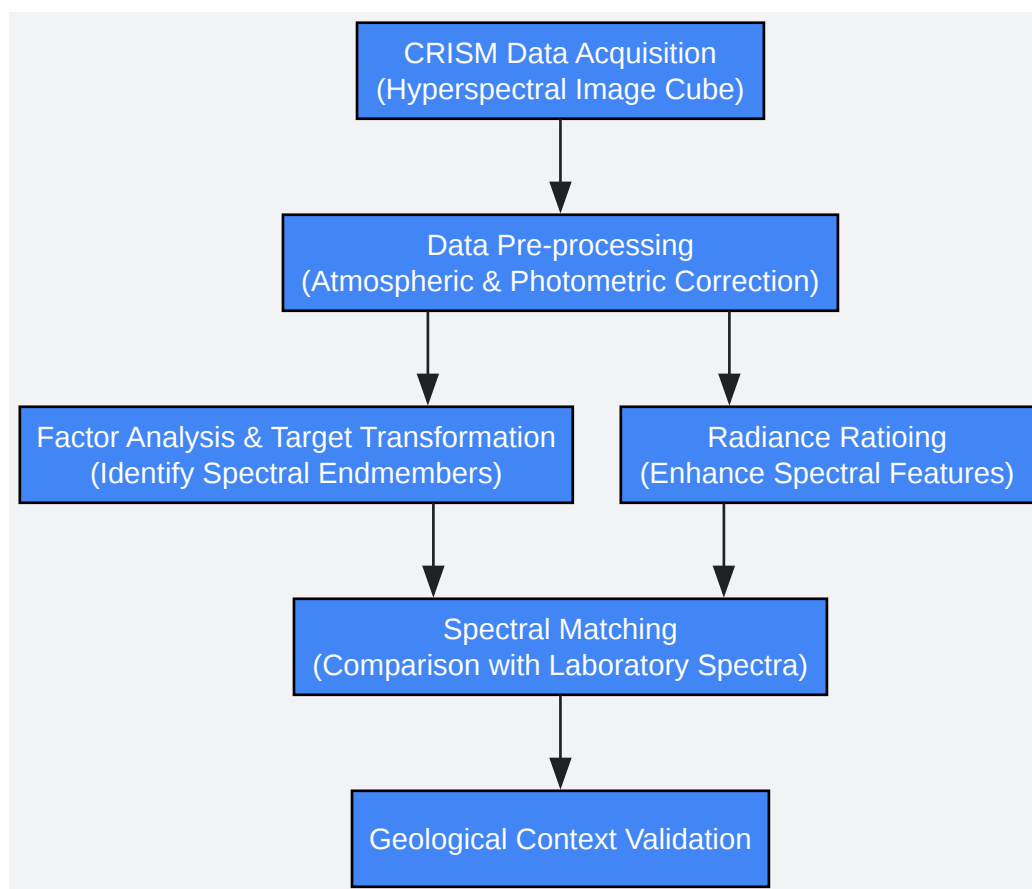 CRISM Data Acquisition
(Hyperspectral Image Cube)
Data Pre-processing
(Atmospheric & Photometric Correction)
Factor Analysis & Target Transformation
(Identify Spectral Endmembers)
Radiance Ratioing
(Enhance Spectral Features)
Spectral Matching
(Comparison with Laboratory Spectra)
Geological Context Validation